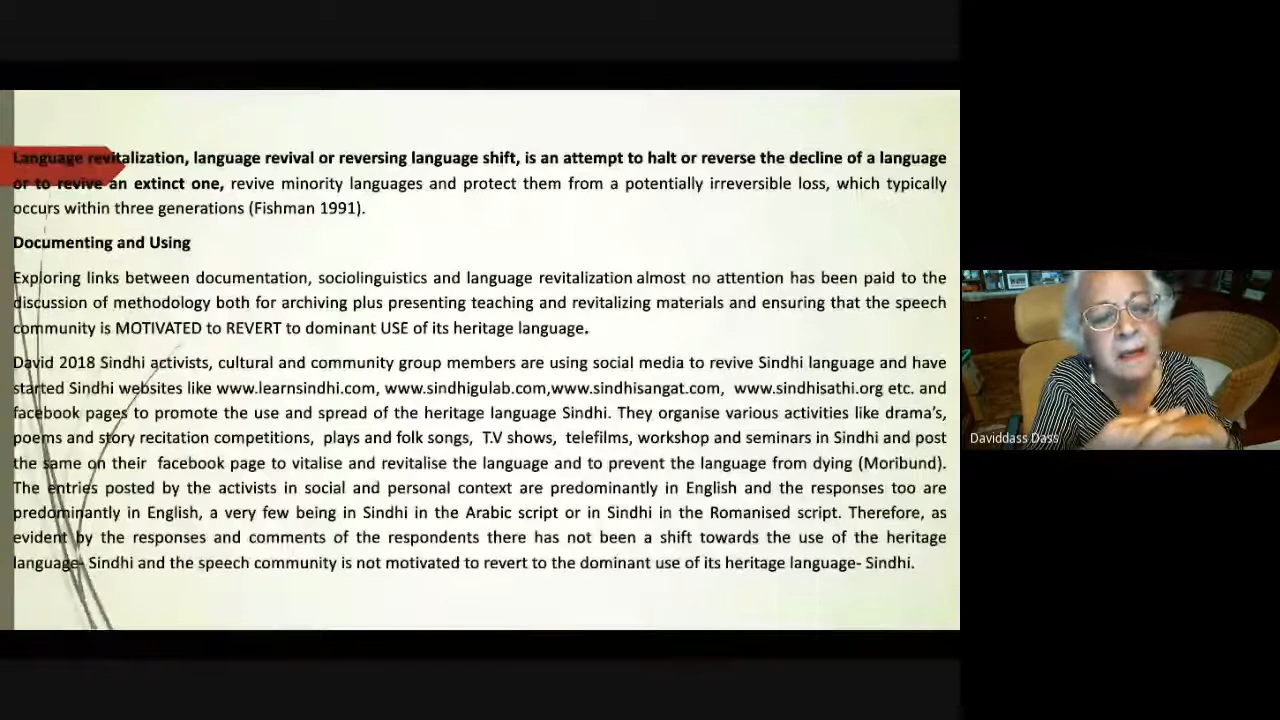 Language revitalization, language revival or reversing language shift, is an attempt to halt or reverse the decline of a language
or to revive an extinct one, revive minority languages and protect them from a potentially irreversible loss, which typically
occurs within three generations (Fishman 1991).
Documenting and Using
Exploring links between documentation, sociolinguistics and language revitalization almost no attention has been paid to the
discussion of methodology both for archiving plus presenting teaching and revitalizing materials and ensuring that the speech
community is MOTIVATED to REVERT to dominant USE of its heritage language.
David 2018 Sindhi activists, cultural and community group members are using social media to revive Sindhi language and have
started Sindhi websites like www.learnsindhi.com, www.sindhigulab.com,www.sindhisangat.com, www.sindhisathi.org etc. and
facebook pages to promote the use and spread of the heritage language Sindhi. They organise various activities like drama's,
poems and story recitation competitions, plays and folk songs, T.V shows, telefilms, workshop and seminars in Sindhi and post
the same on their facebook page to vitalise and revitalise the language and to prevent the language from dying (Moribund).
The entries posted by the activists in social and personal context are predominantly in English and the responses too are
predominantly in English, a very few being in Sindhi in the Arabic script or in Sindhi in the Romanised script. Therefore, as
evident by the responses and comments of the respondents there has not been a shift towards the use of the heritage
language- Sindhi and the speech community is not motivated to revert to the dominant use of its heritage language- Sindhi.
Daviddass Dass